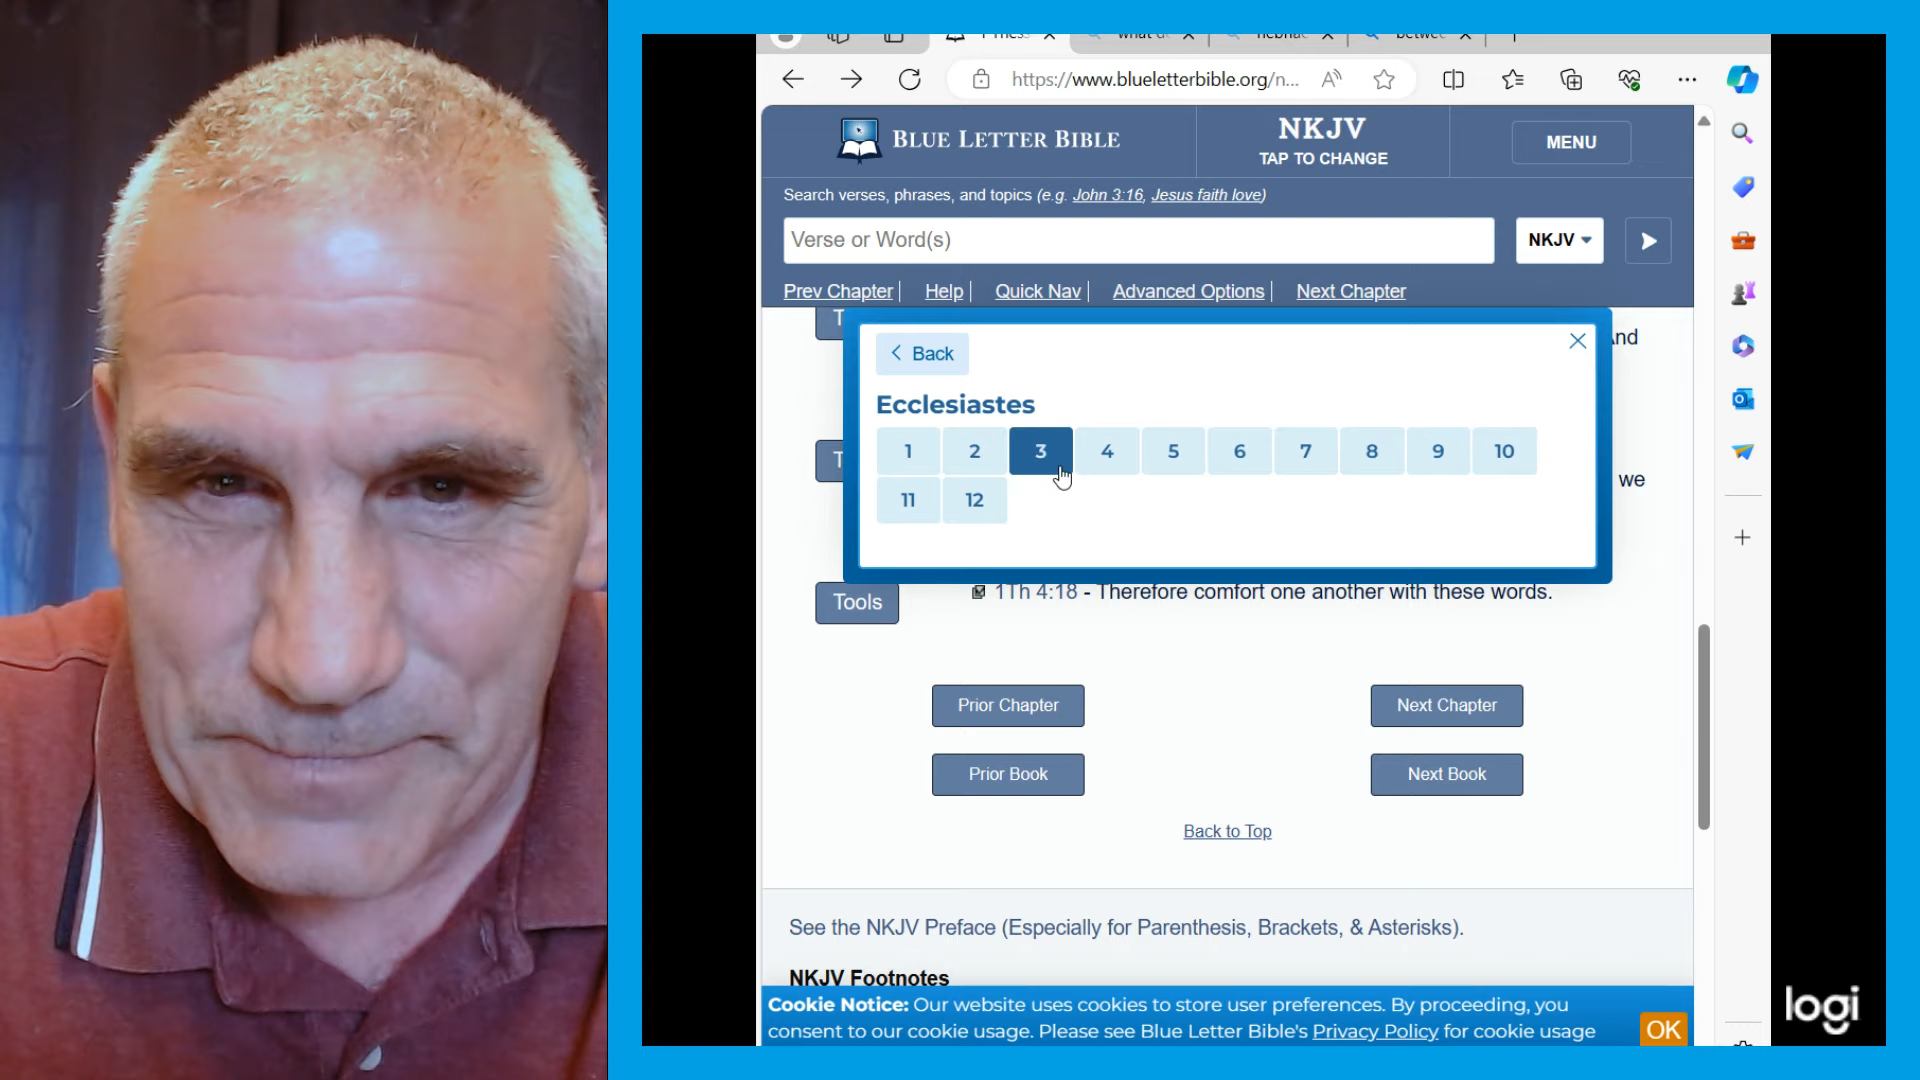 https://www.blueletterbible.org/n...
BLUE LETTER BIBLE
NKJV
TAP TO CHANGE
MENU
Search verses, phrases, and topics (e.g. John 3:16, Jesus faith love)
Verse or Word(s)
NKJV
Prev Chapter | Help | Quick Nav | Advanced Options | Next Chapter
Back
Ecclesiastes
1 2 3 4 5 6 7 8 9 10
11 12
we
Tools
1Th 4:18 - Therefore comfort one another with these words.
Prior Chapter
Next Chapter
Prior Book
Next Book
Back to Top
See the NKJV Preface (Especially for Parenthesis, Brackets, & Asterisks).
NKJV Footnotes
Cookie Notice: Our website uses cookies to store user preferences. By proceeding, you
consent to our cookie usage. Please see Blue Letter Bible's Privacy Policy for cookie usage
OK
logi